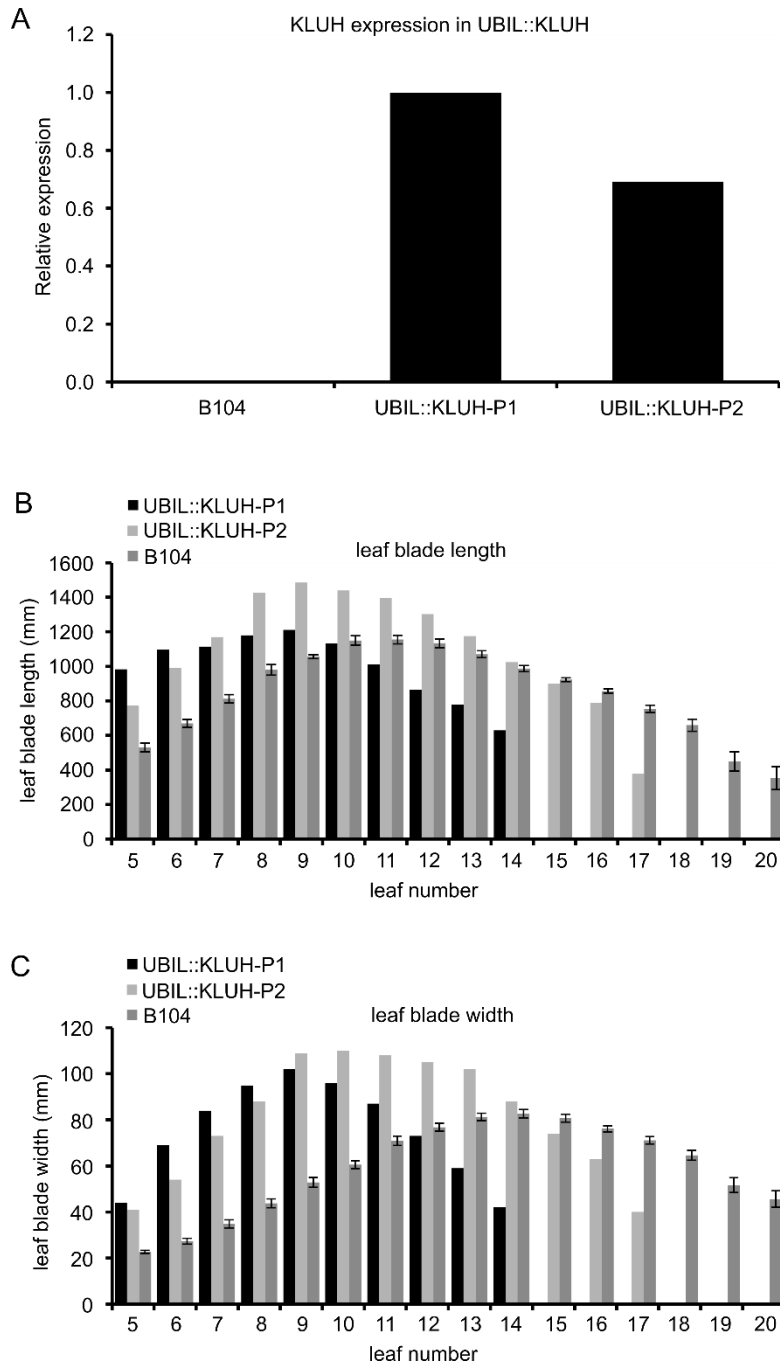 A
KLUH expression in UBIL::KLUH
1.2
1.0
0.8
0.6
0.4
0.2
0.0
Relative expression
B104 UBIL::KLUH-P1 UBIL::KLUH-P2
B
UBIL::KLUH-P1
UBIL::KLUH-P2
B104
leaf blade length
1600
1400
1200
1000
800
600
400
200
0
leaf blade length (mm)
5 6 7 8 9 10 11 12 13 14 15 16 17 18 19 20
leaf number
C
UBIL::KLUH-P1
UBIL::KLUH-P2
B104
leaf blade width
120
100
80
60
40
20
0
leaf blade width (mm)
5 6 7 8 9 10 11 12 13 14 15 16 17 18 19 20
leaf number